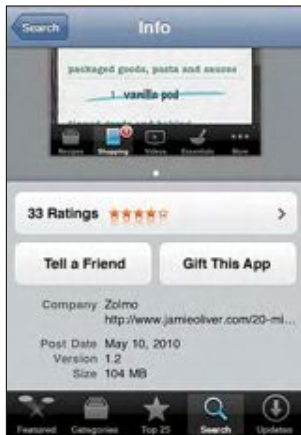 Search
Info
packaged goods, pasta and sauces
1 vanilla pod
Recipes Shopping Videos Essentials More
33 Ratings
Tell a Friend Gift This App
Company Zolmo
http://www.jamieoliver.com/20-mi...
Post Date May 10, 2010
Version 1.2
Size 104 MB
Featured Categories Top 25 Search Updates